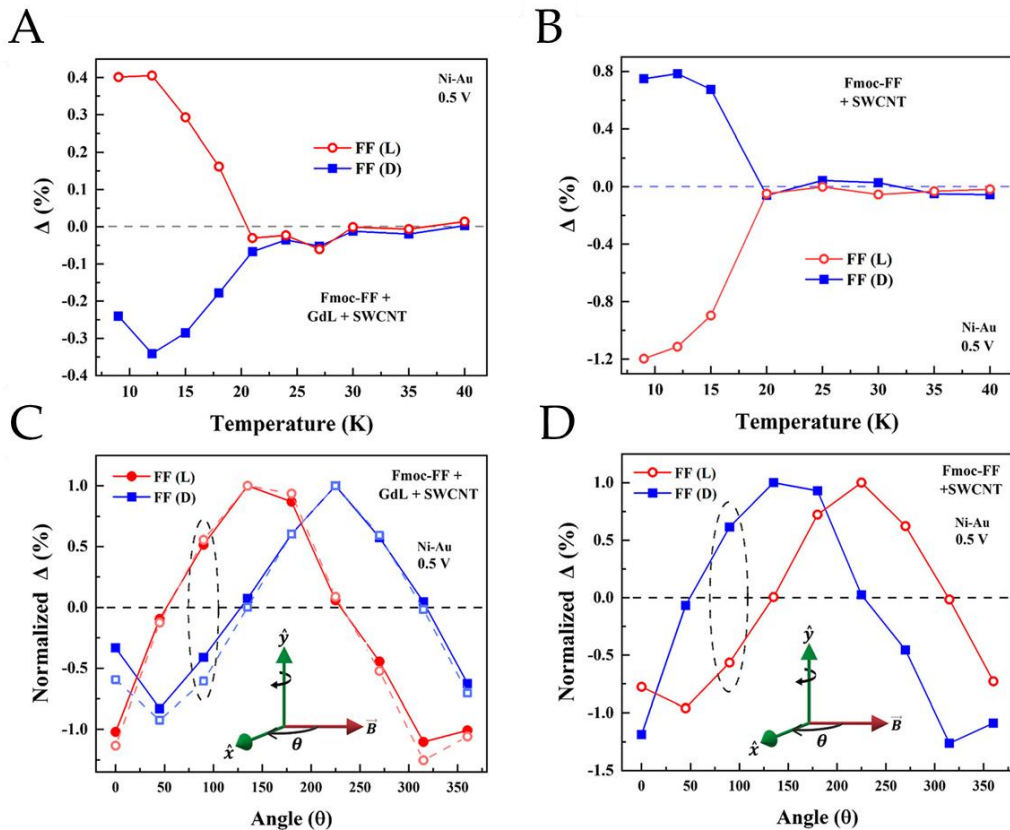 A
0.4
0.3
0.2
0.1
0.0
-0.1
-0.2
-0.3
-0.4
Δ (%)
Ni-Au
0.5 V
FF (L)
FF (D)
Fmoc-FF +
GdL + SWCNT
10 15 20 25 30 35 40
Temperature (K)
B
0.8
0.4
0.0
-0.4
-0.8
-1.2
Δ (%)
Fmoc-FF
+ SWCNT
FF (L)
FF (D)
Ni-Au
0.5 V
10 15 20 25 30 35 40
Temperature (K)
C
1.0
0.5
0.0
-0.5
-1.0
Normalized Δ (%)
FF (L)
FF (D)
Fmoc-FF +
GdL + SWCNT
Ni-Au
0.5 V
ŷ
B⃗
θ
x̂
0 50 100 150 200 250 300 350
Angle (θ)
D
1.0
0.5
0.0
-0.5
-1.0
-1.5
Normalized Δ (%)
FF (L)
FF (D)
Fmoc-FF
+SWCNT
Ni-Au
0.5 V
ŷ
B⃗
θ
x̂
0 50 100 150 200 250 300 350
Angle (θ)